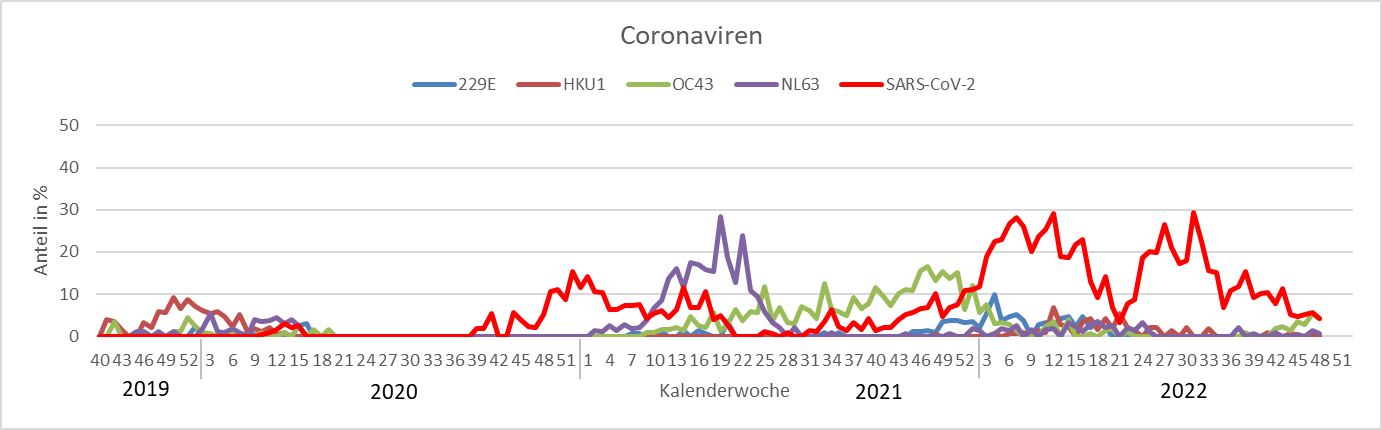 Coronaviren
229E HKU1 OC43 NL63 SARS-CoV-2
Anteil in %
50
40
30
20
10
0
40 43 46 49 52 3 6 9 12 15 18 21 24 27 30 33 36 39 42 45 48 51 1 4 7 10 13 16 19 22 25 28 31 34 37 40 43 46 49 52 3 6 9 12 15 18 21 24 27 30 33 36 39 42 45 48 51
2019 2020 Kalenderwoche 2021 2022